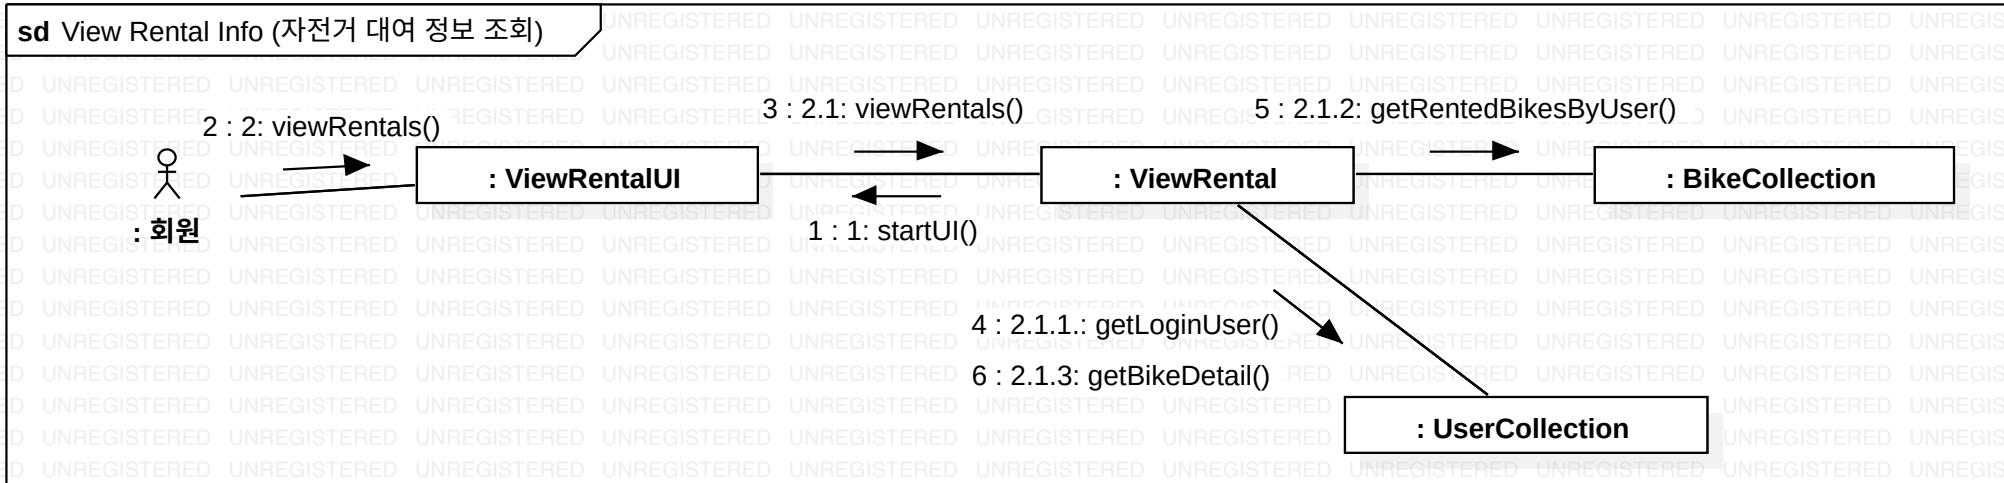 sd View Rental Info (자전거 대여 정보 조회)
2 : 2: viewRentals()
3 : 2.1: viewRentals()
5 : 2.1.2: getRentedBikesByUser()
: ViewRentalUI
: ViewRental
: BikeCollection
: 회원
1 : 1: startUI()
4 : 2.1.1.: getLoginUser()
6 : 2.1.3: getBikeDetail()
: UserCollection
UNREGISTERED